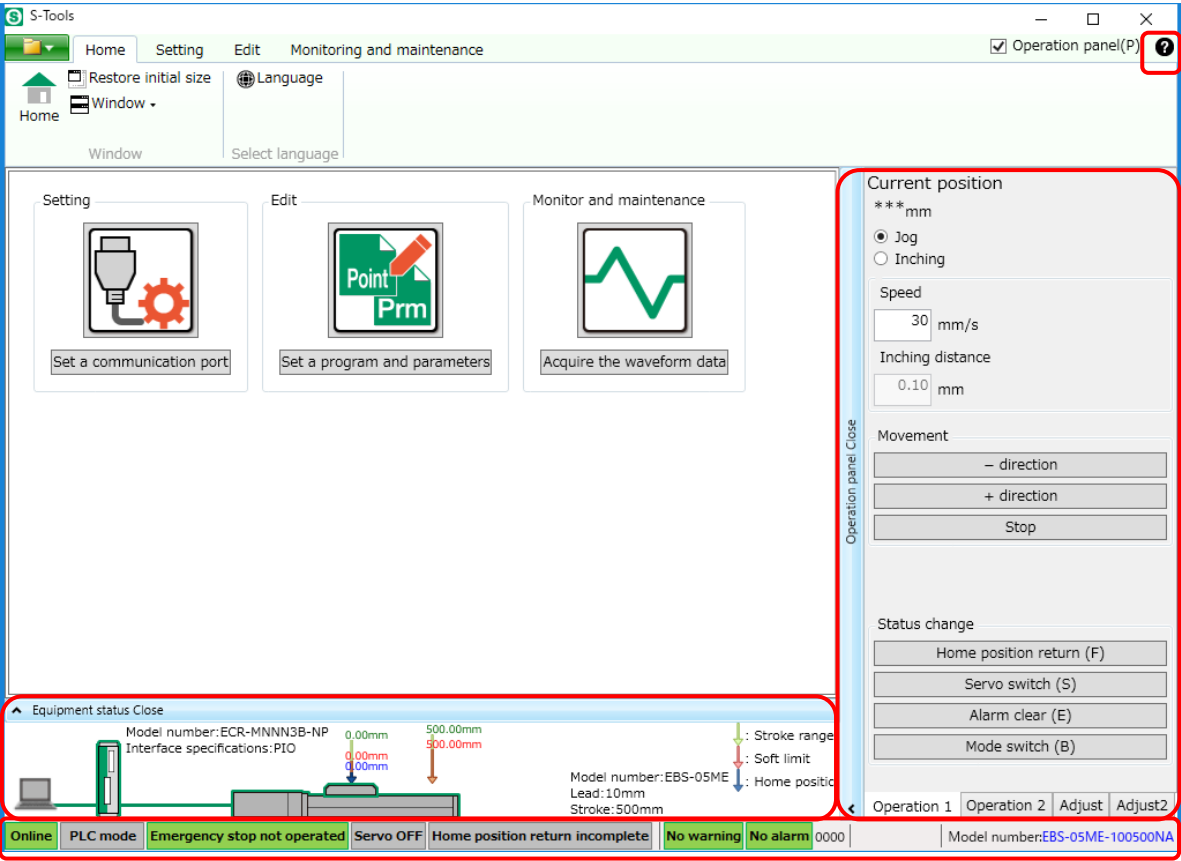 S-Tools
Home Setting Edit Monitoring and maintenance
Operation panel(P)
Home
Restore initial size
Window
Window
Language
Select language
Setting
Set a communication port
Edit
Point
Prm
Set a program and parameters
Monitor and maintenance
Acquire the waveform data
Operation panel Close
Current position
***mm
Jog
Inching
Speed
30 mm/s
Inching distance
0.10 mm
Movement
− direction
+ direction
Stop
Status change
Home position return (F)
Servo switch (S)
Alarm clear (E)
Mode switch (B)
Operation 1 Operation 2 Adjust Adjust2
Equipment status Close
Model number:ECR-MNNN3B-NP
Interface specifications:PIO
0.00mm
0.00mm
0.00mm
500.00mm
500.00mm
Model number:EBS-05ME
Lead:10mm
Stroke:500mm
: Stroke range
: Soft limit
: Home positic
Online PLC mode Emergency stop not operated Servo OFF Home position return incomplete No warning No alarm 0000 Model number:EBS-05ME-100500NA